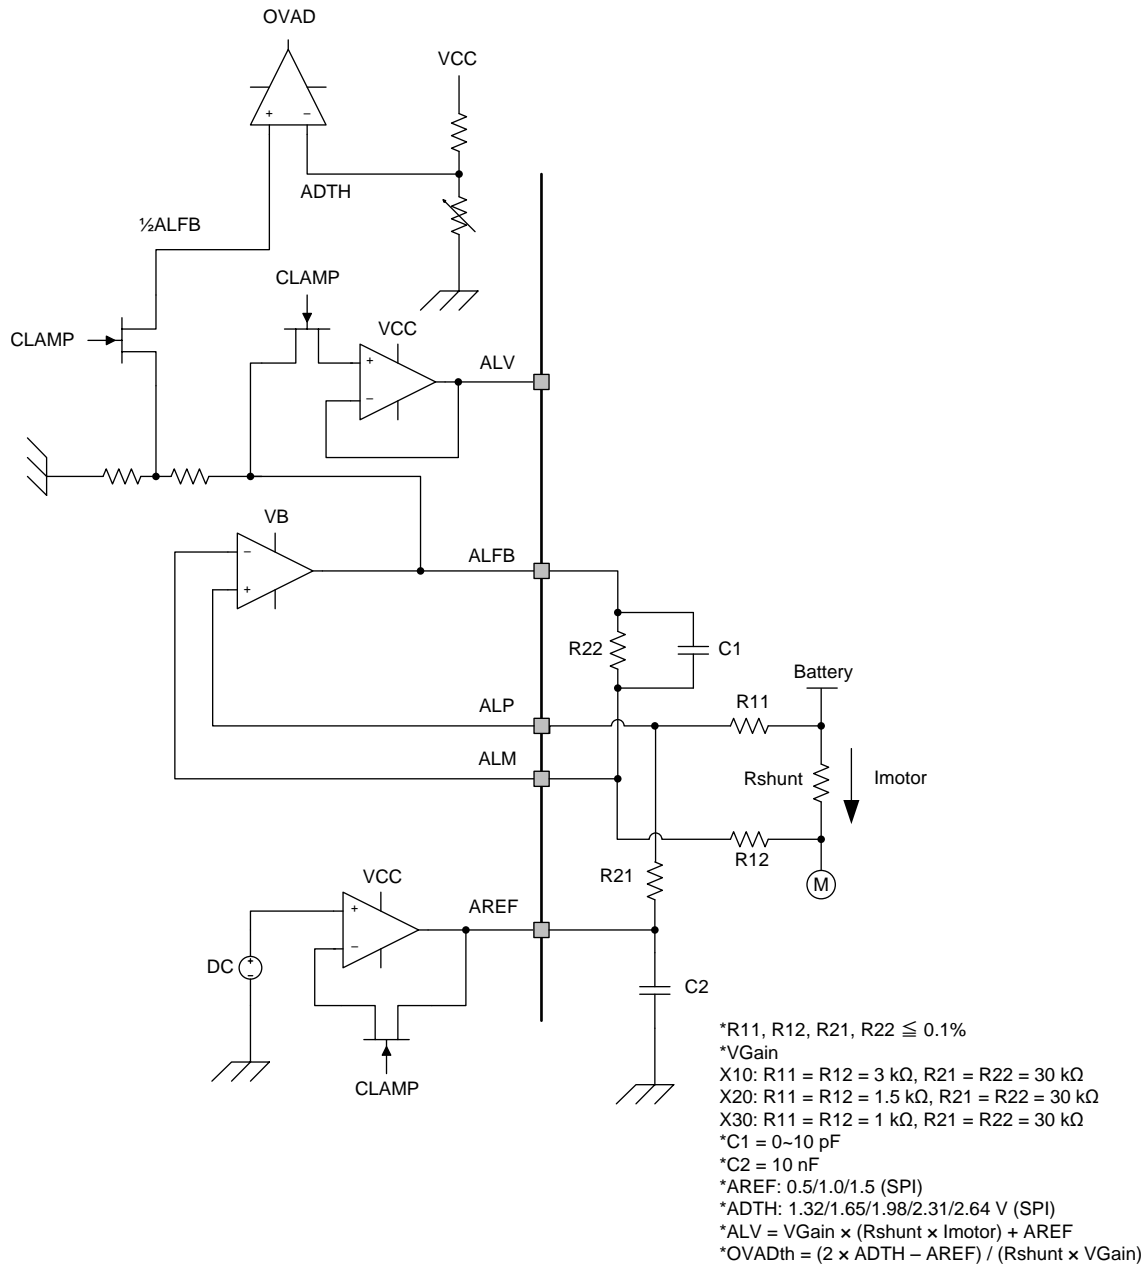 OVAD
VCC
+ −
ADTH
½ALFB
CLAMP
CLAMP
VCC
ALV
+
−
VB
ALFB
−
+
R22
C1
Battery
R11
ALP
ALM
Rshunt
Imotor
R12
R21
M
VCC
AREF
+
−
DC
+
−
C2
CLAMP
*R11, R12, R21, R22 ≦ 0.1%
*VGain
X10: R11 = R12 = 3 kΩ, R21 = R22 = 30 kΩ
X20: R11 = R12 = 1.5 kΩ, R21 = R22 = 30 kΩ
X30: R11 = R12 = 1 kΩ, R21 = R22 = 30 kΩ
*C1 = 0~10 pF
*C2 = 10 nF
*AREF: 0.5/1.0/1.5 (SPI)
*ADTH: 1.32/1.65/1.98/2.31/2.64 V (SPI)
*ALV = VGain × (Rshunt × Imotor) + AREF
*OVADth = (2 × ADTH – AREF) / (Rshunt × VGain)